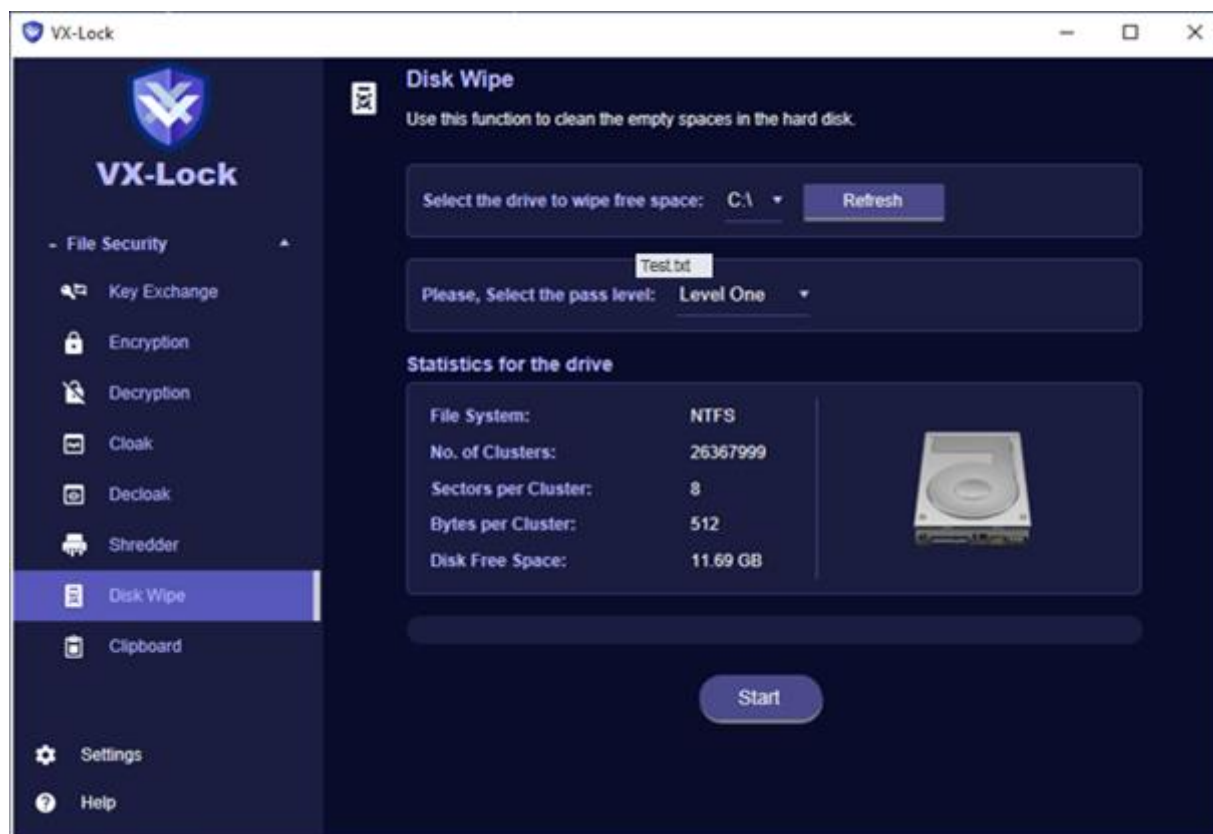 VX-Lock
VX-Lock
- File Security
Key Exchange
Encryption
Decryption
Cloak
Decloak
Shredder
Disk Wipe
Clipboard
Settings
Help
Disk Wipe
Use this function to clean the empty spaces in the hard disk.
Select the drive to wipe free space: C:\ Refresh
Test.txt
Please, Select the pass level: Level One
Statistics for the drive
File System: NTFS
No. of Clusters: 26367999
Sectors per Cluster: 8
Bytes per Cluster: 512
Disk Free Space: 11.69 GB
Start